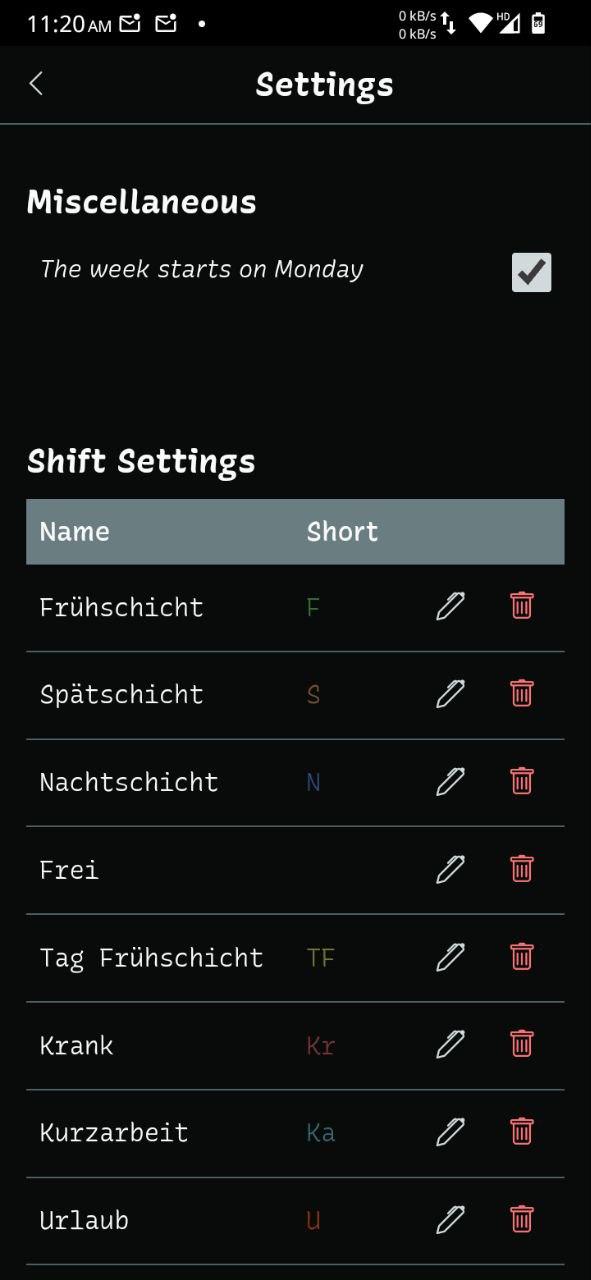 11:20 AM
0 kB/s
0 kB/s
HD
69
Settings
Miscellaneous
The week starts on Monday
Shift Settings
Name Short
Frühschicht F
Spätschicht S
Nachtschicht N
Frei
Tag Frühschicht TF
Krank Kr
Kurzarbeit Ka
Urlaub U